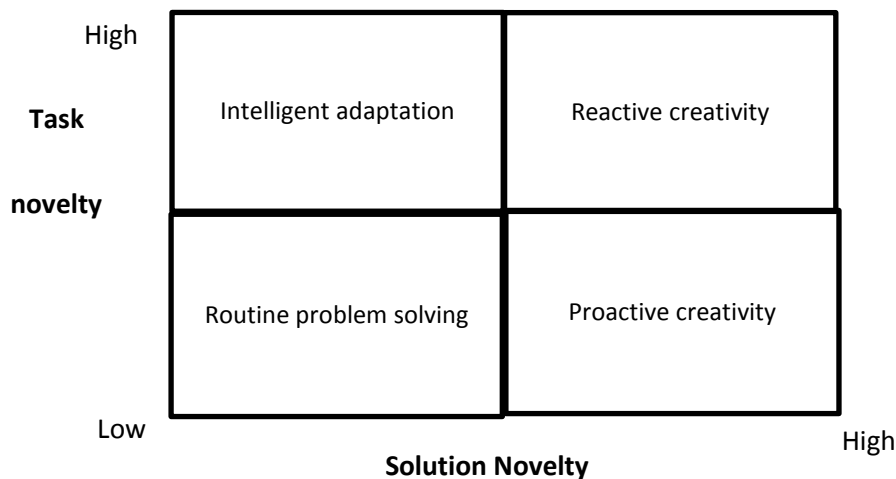 High
Task
novelty
Intelligent adaptation
Reactive creativity
Routine problem solving
Proactive creativity
Low
High
Solution Novelty